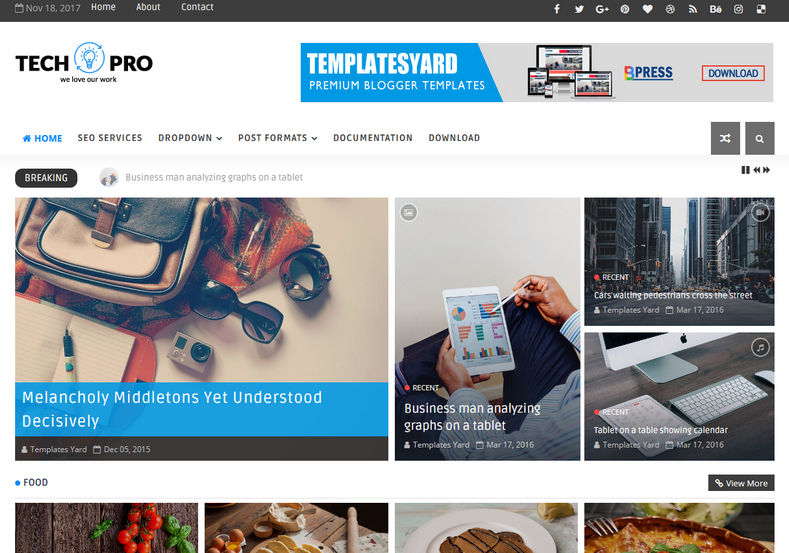 Nov 18, 2017 Home About Contact
TECH PRO
we love our work
TEMPLATESYARD
PREMIUM BLOGGER TEMPLATES
BPRESS
DOWNLOAD
HOME SEO SERVICES DROPDOWN POST FORMATS DOCUMENTATION DOWNLOAD
BREAKING Business man analyzing graphs on a tablet
Melancholy Middletons Yet Understood
Decisively
Templates Yard Dec 05, 2015
RECENT
Business man analyzing
graphs on a tablet
Templates Yard Mar 17, 2016
RECENT
Cars waiting pedestrians cross the street
Templates Yard Mar 17, 2016
RECENT
Tablet on a table showing calendar
Templates Yard Mar 17, 2016
FOOD View More